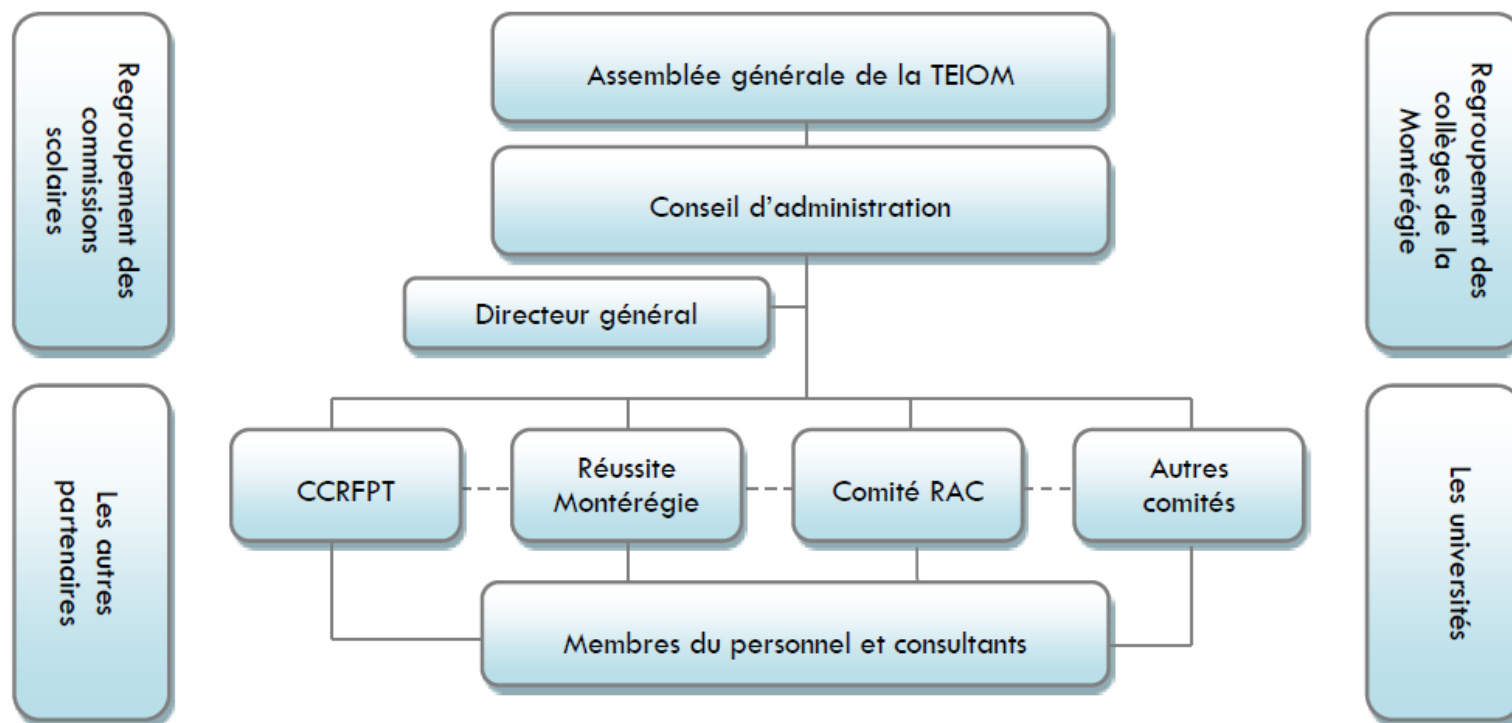 Regroupement des
commissions
scolaires
Assemblée générale de la TEIOM
Regroupement des
collèges de la
Montérégie
Conseil d’administration
Directeur général
Les autres
partenaires
CCRFPT
Réussite
Montérégie
Comité RAC
Autres
comités
Les universités
Membres du personnel et consultants